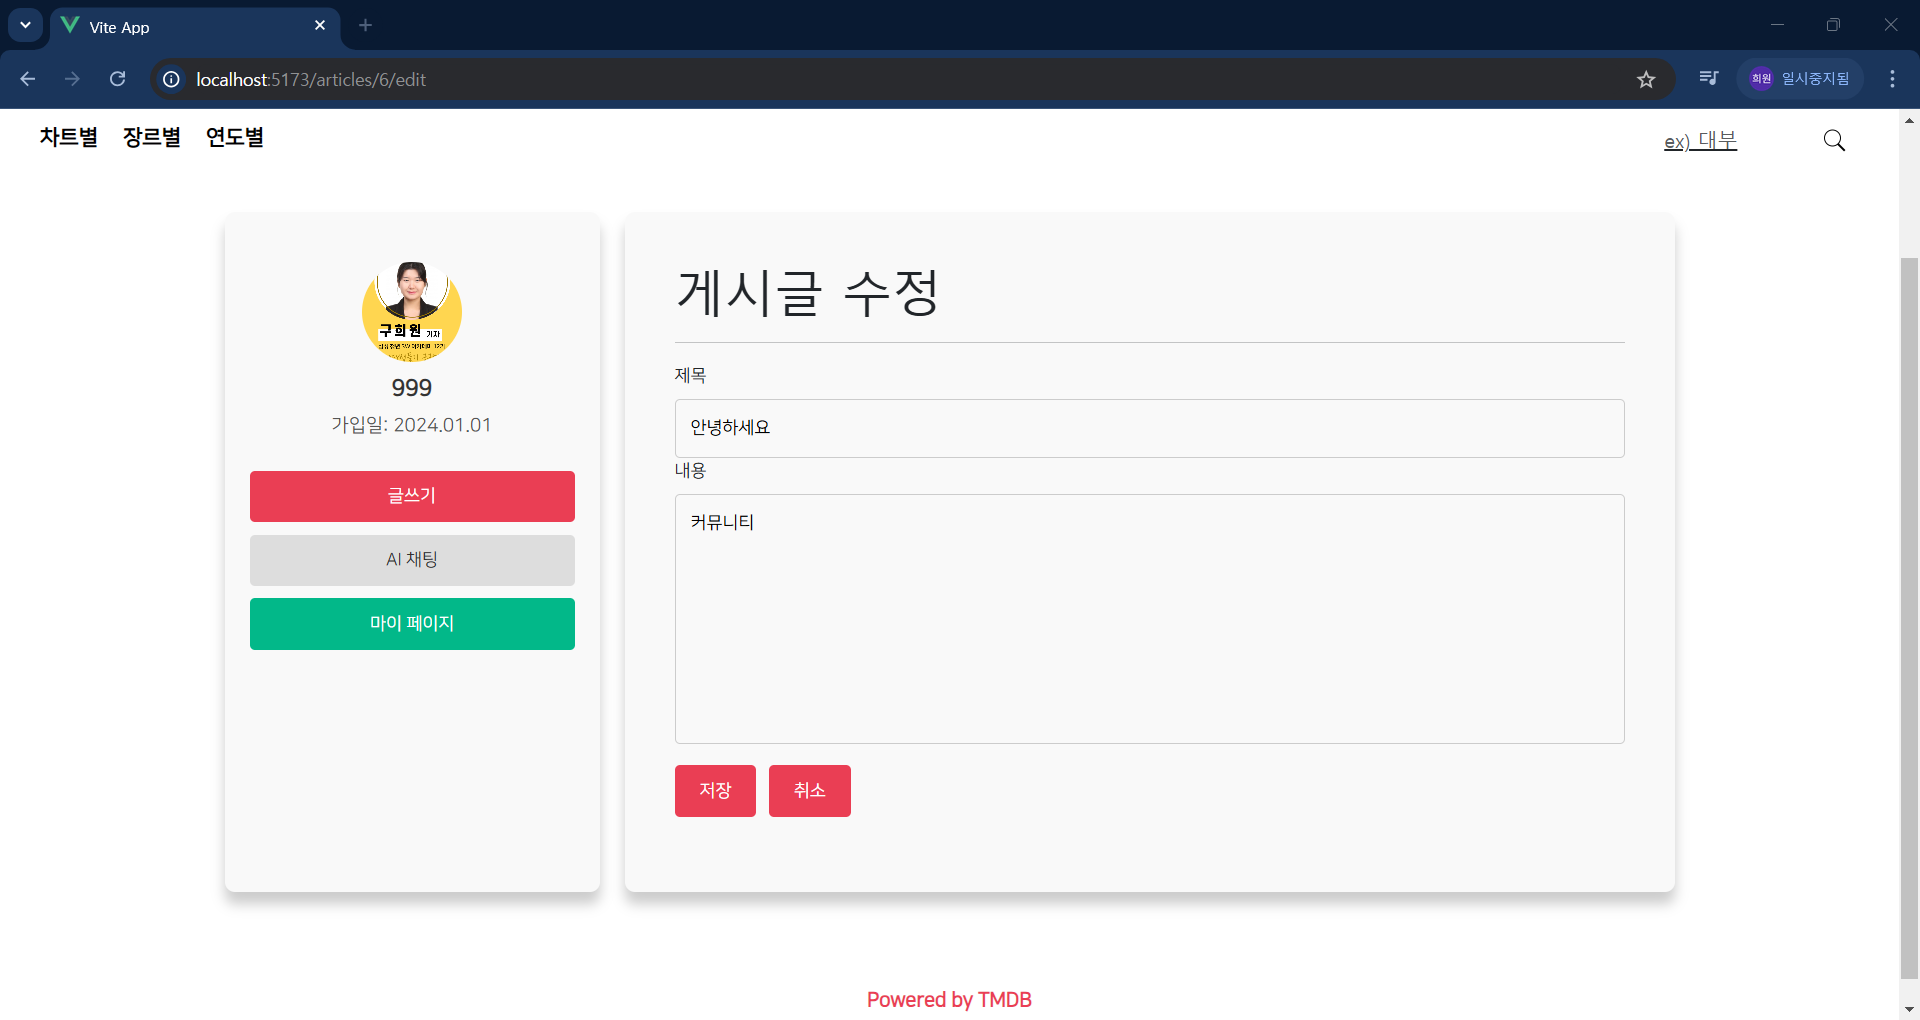 Vite App
localhost:5173/articles/6/edit
희원 일시중지됨
차트별 장르별 연도별
ex) 대부
구희원 기자
999
가입일: 2024.01.01
글쓰기
AI 채팅
마이 페이지
게시글 수정
제목
안녕하세요
내용
커뮤니티
저장 취소
Powered by TMDB